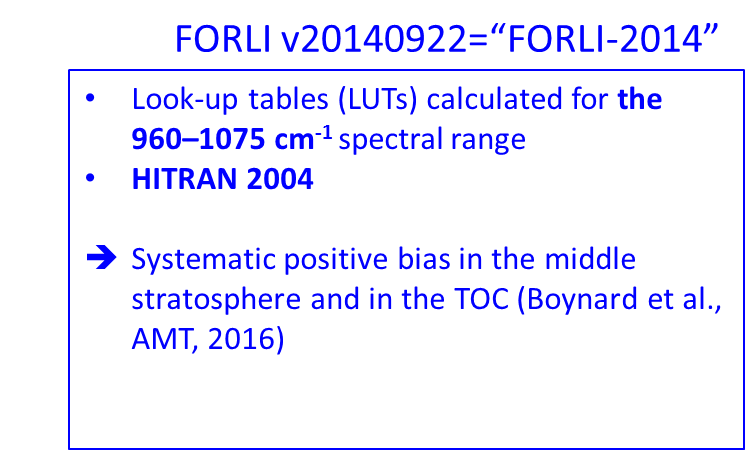 FORLI v20140922=“FORLI-2014”
• Look-up tables (LUTs) calculated for the
960–1075 cm⁻¹ spectral range
• HITRAN 2004
➔ Systematic positive bias in the middle
stratosphere and in the TOC (Boynard et al.,
AMT, 2016)